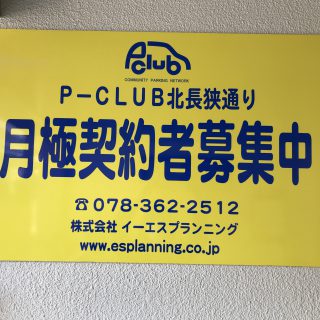 P Club
COMMUNITY PARKING NETWORK
P-CLUB北長狭通り
月極契約者募集中
☎078-362-2512
株式会社 イーエスプランニング
www.esplanning.co.jp